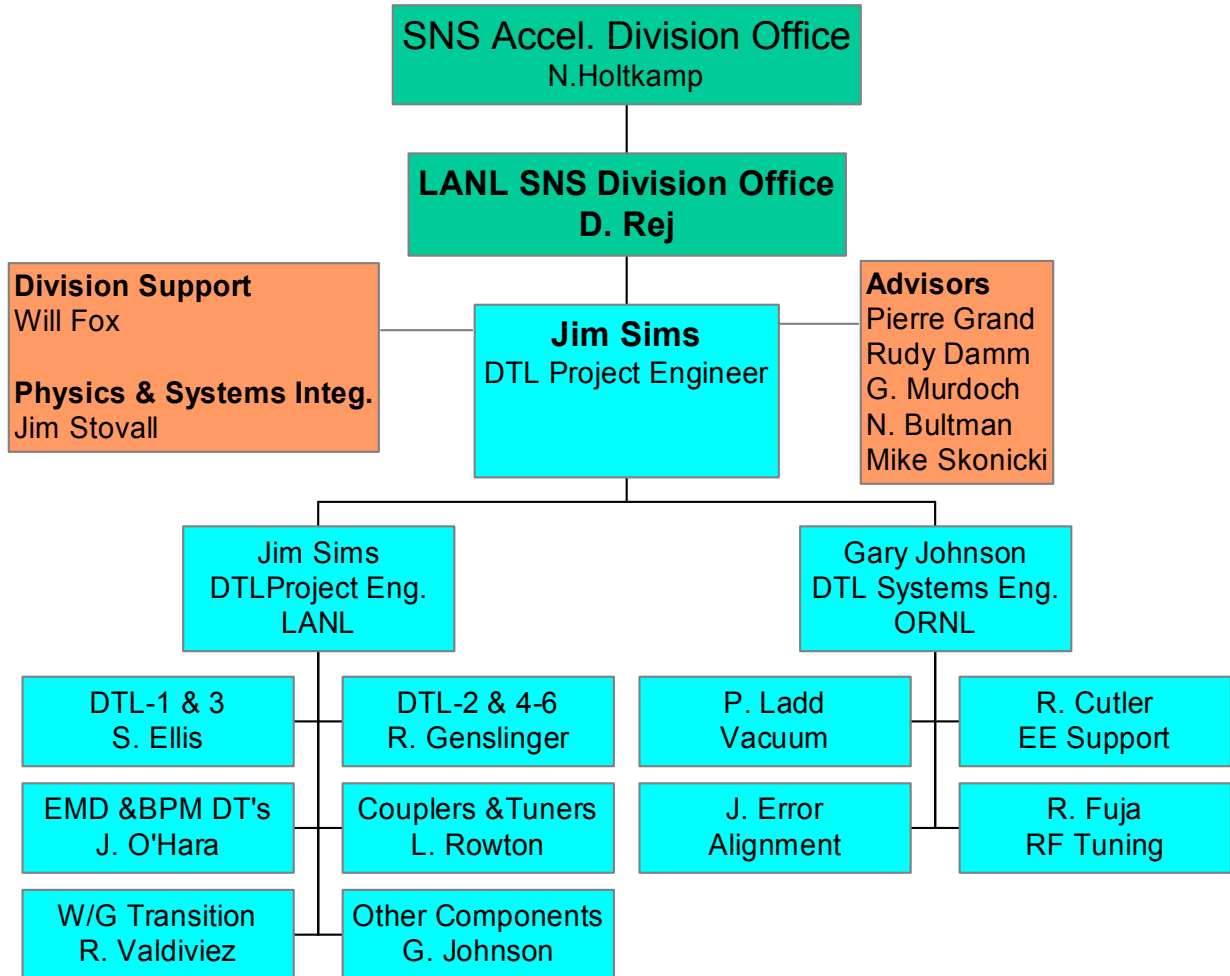 SNS Accel. Division Office
N.Holtkamp
LANL SNS Division Office
D. Rej
Division Support
Will Fox
Physics & Systems Integ.
Jim Stovall
Jim Sims
DTL Project Engineer
Advisors
Pierre Grand
Rudy Damm
G. Murdoch
N. Bultman
Mike Skonicki
Jim Sims
DTLProject Eng.
LANL
Gary Johnson
DTL Systems Eng.
ORNL
DTL-1 & 3
S. Ellis
DTL-2 & 4-6
R. Genslinger
EMD &BPM DT's
J. O'Hara
Couplers &Tuners
L. Rowton
W/G Transition
R. Valdiviez
Other Components
G. Johnson
P. Ladd
Vacuum
R. Cutler
EE Support
J. Error
Alignment
R. Fuja
RF Tuning